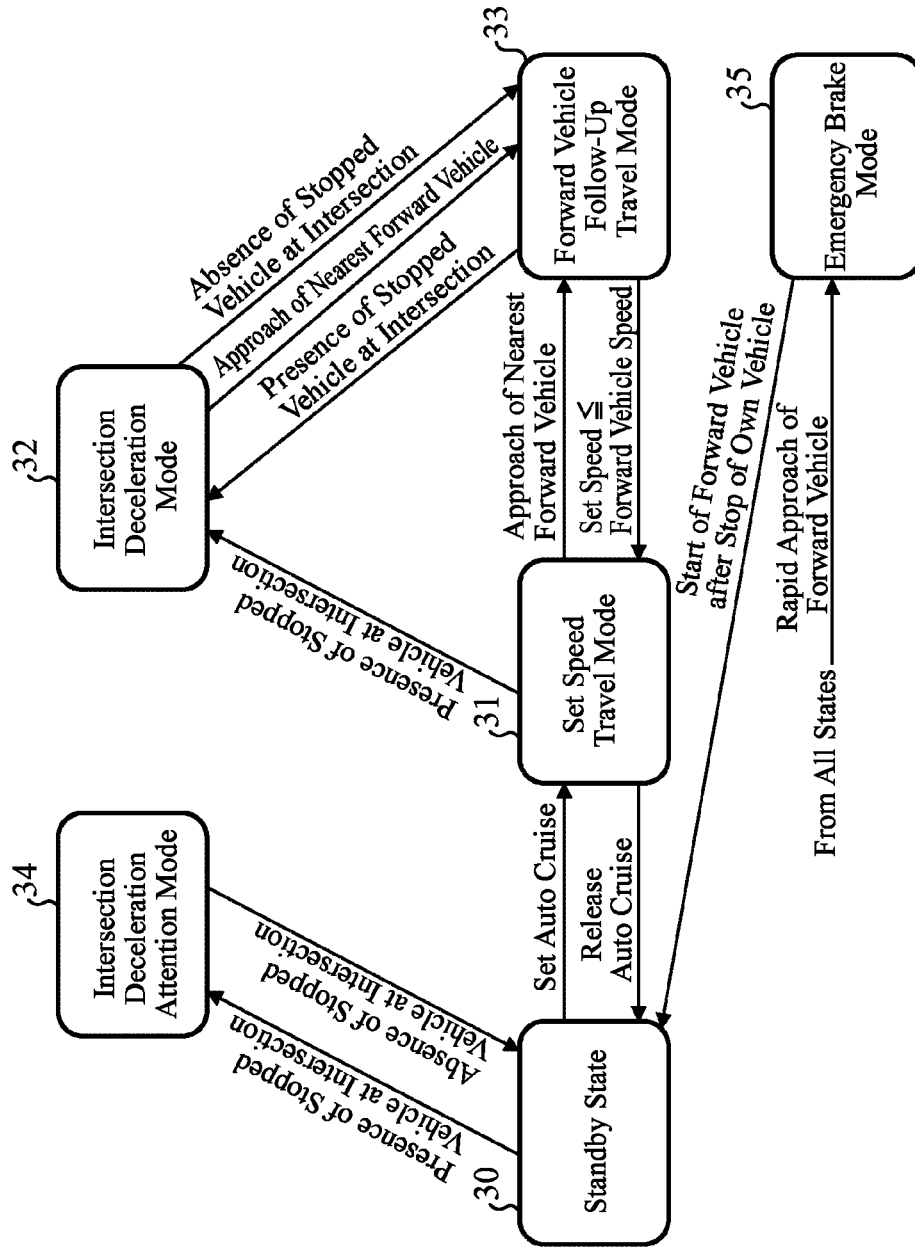 34
Intersection
Deceleration
Attention Mode
32
Intersection
Deceleration
Mode
Presence of Stopped
Vehicle at Intersection
Absence of Stopped
Vehicle at Intersection
Presence of Stopped
Vehicle at Intersection
Absence of Stopped
Vehicle at Intersection
Approach of Nearest Forward Vehicle
Presence of Stopped
Vehicle at Intersection
30
Standby State
Set Auto Cruise
Release
Auto Cruise
31
Set Speed
Travel Mode
Approach of Nearest
Forward Vehicle
Set Speed ≦
Forward Vehicle Speed
33
Forward Vehicle
Follow-Up
Travel Mode
Start of Forward Vehicle
after Stop of Own Vehicle
From All States
Rapid Approach of
Forward Vehicle
35
Emergency Brake
Mode